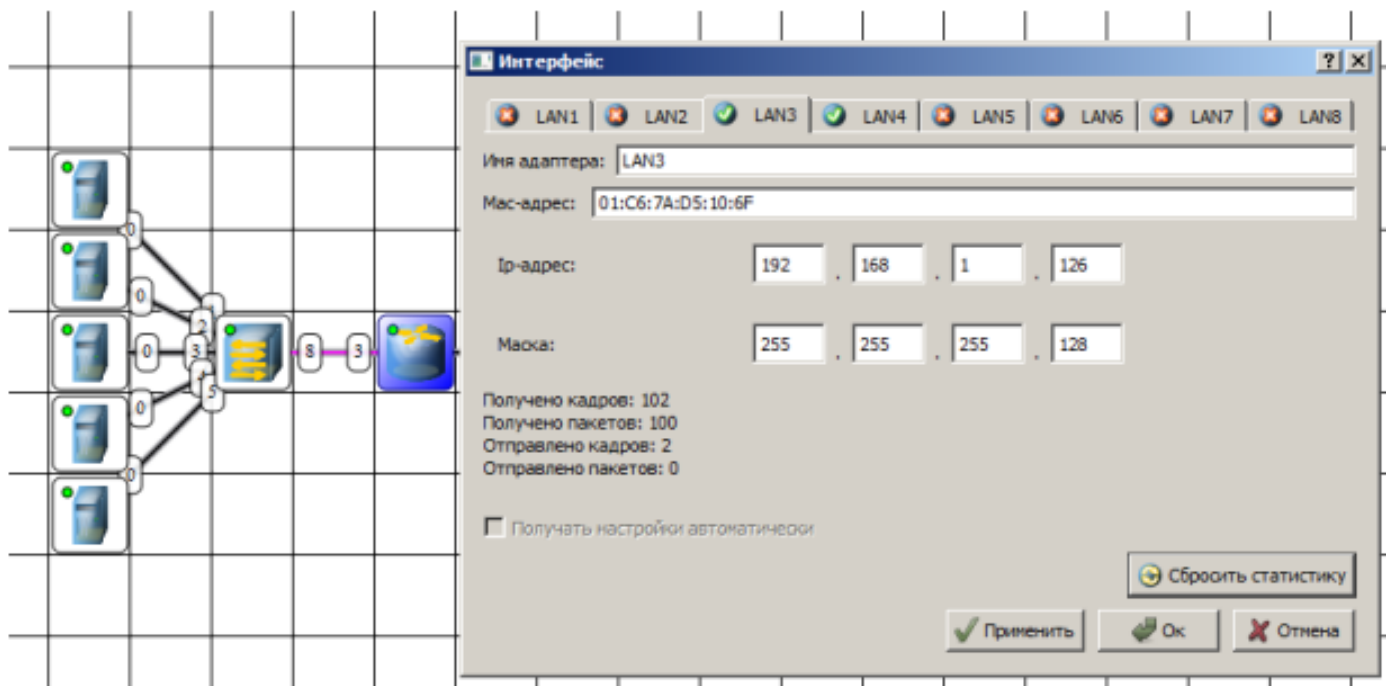 Интерфейс
LAN1 LAN2 LAN3 LAN4 LAN5 LAN6 LAN7 LAN8
Имя адаптера: LAN3
Mac-адрес: 01:C6:7A:D5:10:6F
Ip-адрес: 192 . 168 . 1 . 126
Маска: 255 . 255 . 255 . 128
Получено кадров: 102
Получено пакетов: 100
Отправлено кадров: 2
Отправлено пакетов: 0
Получать настройки автоматически
Сбросить статистику
Применить Ок Отмена
0
0 2
0 3 8 3
0 5
0